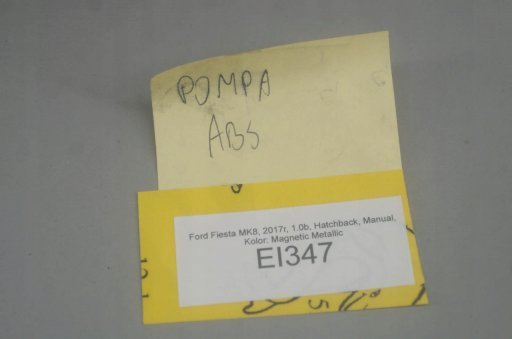 POMPA
ABS
Ford Fiesta MK8, 2017r, 1.0b, Hatchback, Manual,
Kolor: Magnetic Metallic
EI347